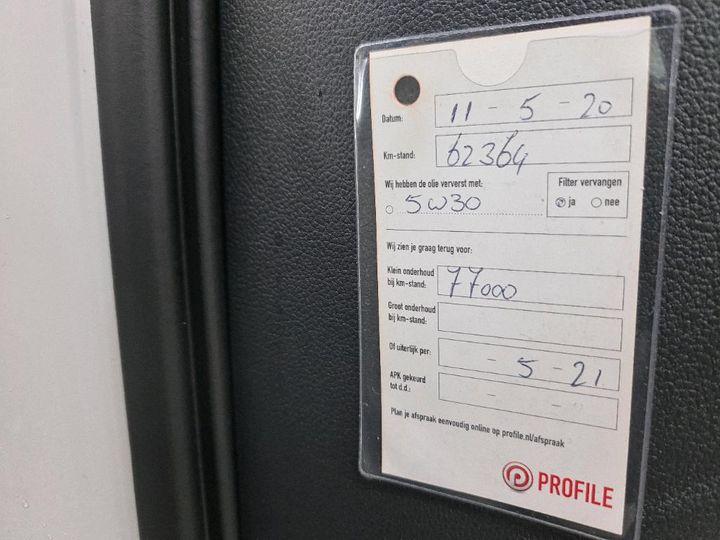 Datum: 11 - 5 - 20
Km-stand: 62364
Wij hebben de olie ververst met:
5W30
Filter vervangen
ja nee
Wij zien je graag terug voor:
Klein onderhoud
bij km-stand: 77000
Groot onderhoud
bij km-stand:
Of uiterlijk per: - 5 - 21
APK gekeurd
tot d.d.: - -
Plan je afspraak eenvoudig online op profile.nl/afspraak
PROFILE